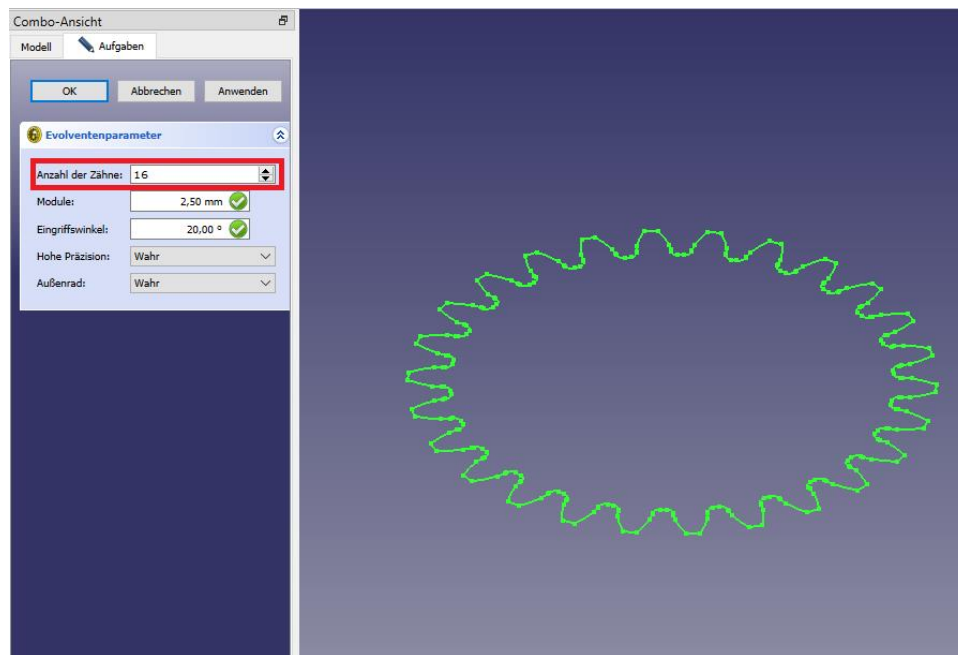 Combo-Ansicht
Modell Aufgaben
OK Abbrechen Anwenden
Evolventenparameter
Anzahl der Zähne: 16
Module: 2,50 mm
Eingriffswinkel: 20,00 °
Hohe Präzision: Wahr
Außenrad: Wahr